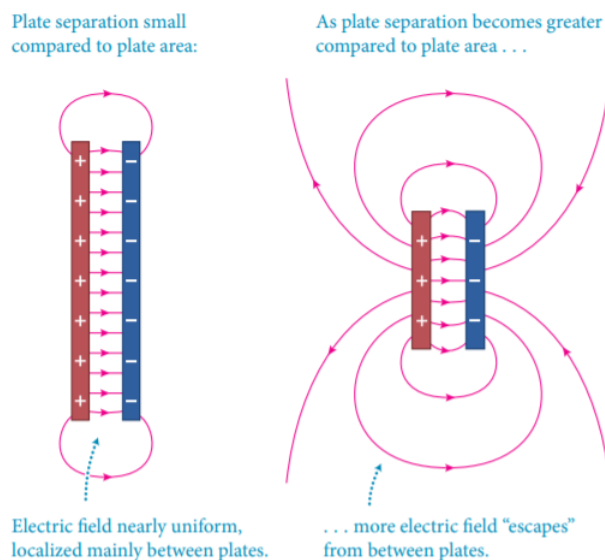 Plate separation small
compared to plate area:
As plate separation becomes greater
compared to plate area . . .
+ −
+ −
+ −
+ −
+ −
+ −
+ −
+ −
+ −
+ −
Electric field nearly uniform,
localized mainly between plates.
. . . more electric field “escapes”
from between plates.